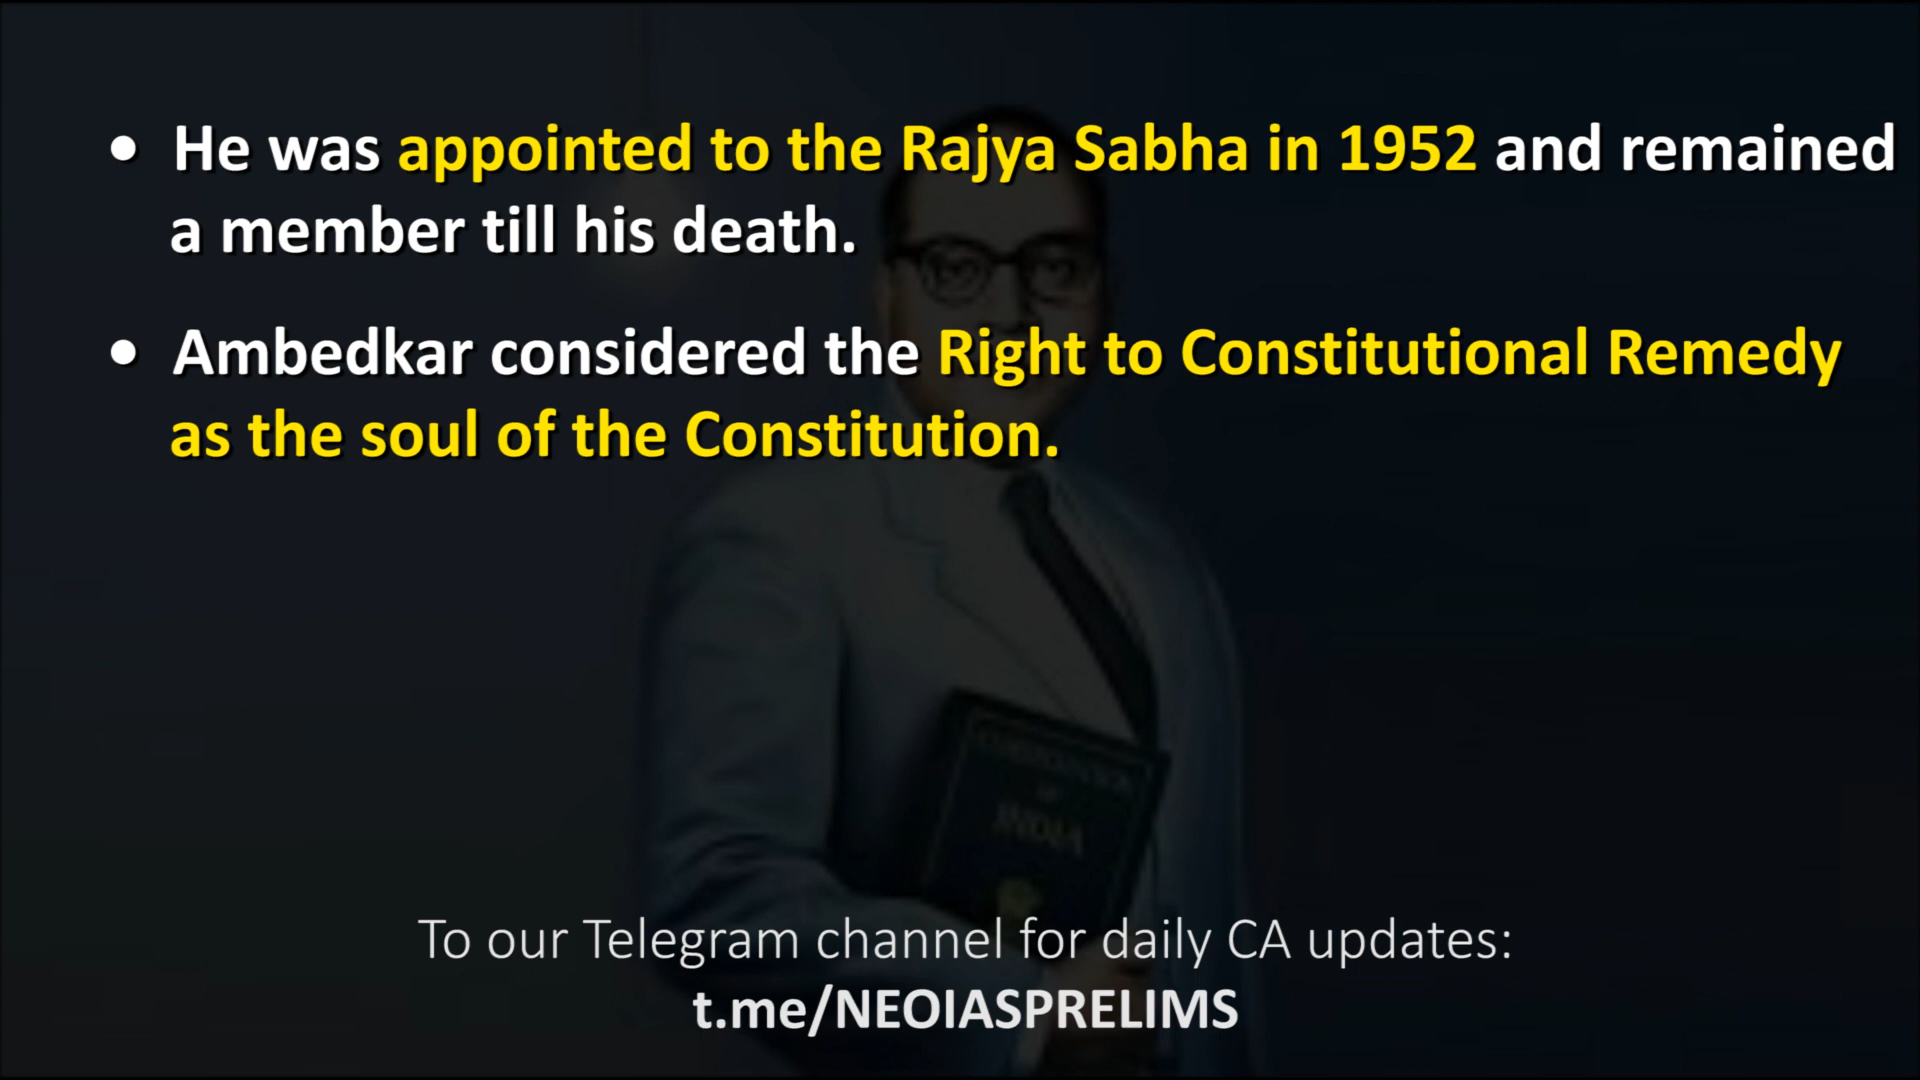 • He was appointed to the Rajya Sabha in 1952 and remained
a member till his death.
• Ambedkar considered the Right to Constitutional Remedy
as the soul of the Constitution.
INDIA
To our Telegram channel for daily CA updates:
t.me/NEOIASPRELIMS